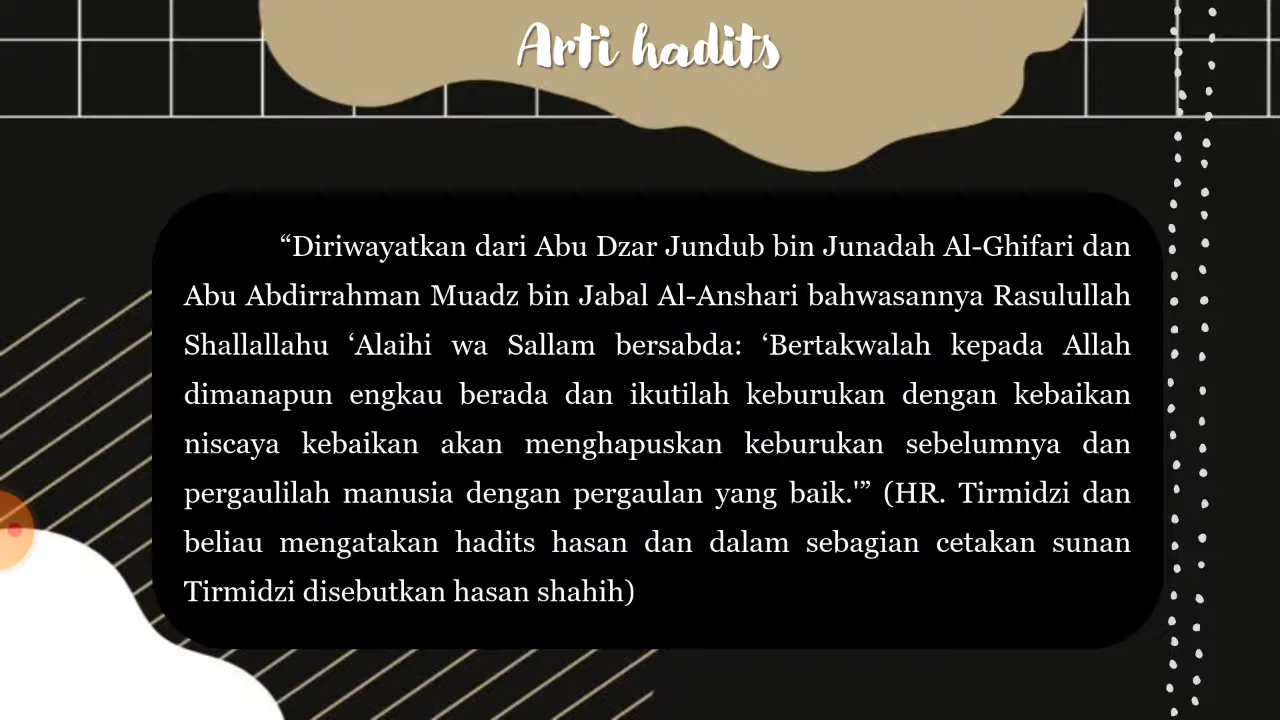 Arti hadits
“Diriwayatkan dari Abu Dzar Jundub bin Junadah Al-Ghifari dan
Abu Abdirrahman Muadz bin Jabal Al-Anshari bahwasannya Rasulullah
Shallallahu ‘Alaihi wa Sallam bersabda: ‘Bertakwalah kepada Allah
dimanapun engkau berada dan ikutilah keburukan dengan kebaikan
niscaya kebaikan akan menghapuskan keburukan sebelumnya dan
pergaulilah manusia dengan pergaulan yang baik.'” (HR. Tirmidzi dan
beliau mengatakan hadits hasan dan dalam sebagian cetakan sunan
Tirmidzi disebutkan hasan shahih)